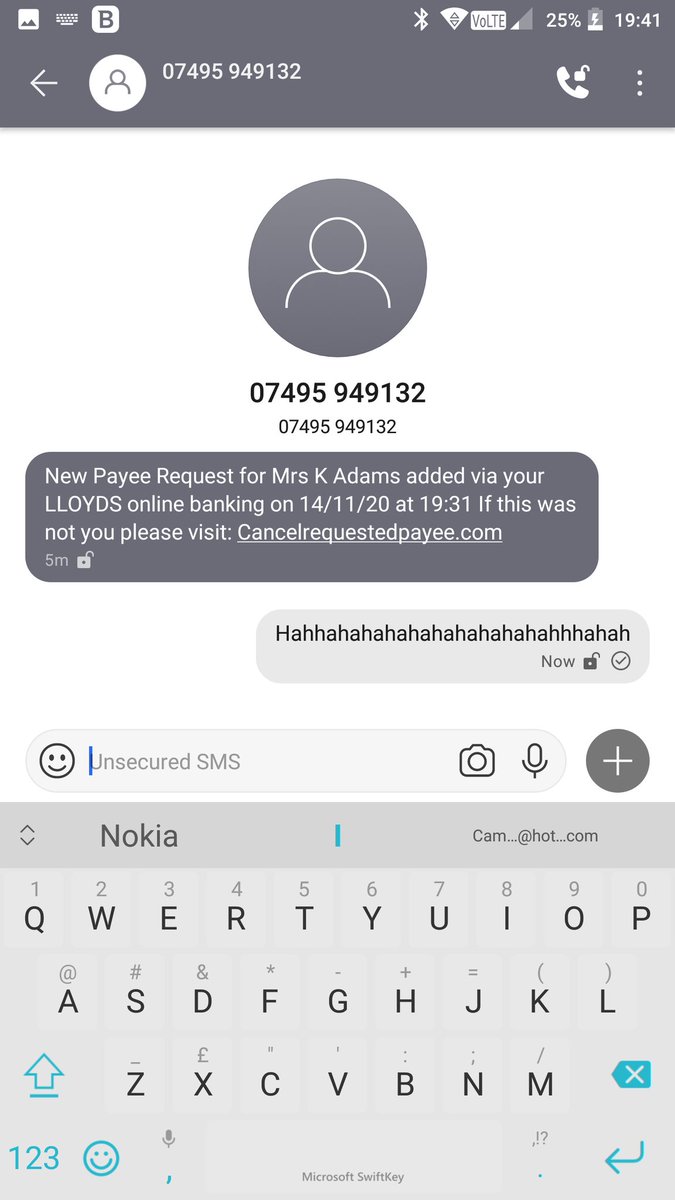 B VoLTE 25% 19:41
07495 949132
07495 949132
07495 949132
New Payee Request for Mrs K Adams added via your
LLOYDS online banking on 14/11/20 at 19:31 If this was
not you please visit: Cancelrequestedpayee.com
5m
Hahhahahahahahahahahahahhhahah
Now
Unsecured SMS
Nokia I Cam...@hot...com
1 2 3 4 5 6 7 8 9 0
Q W E R T Y U I O P
@ # & * - + = ( )
A S D F G H J K L
_ £ " ' : ; /
Z X C V B N M
123 , Microsoft SwiftKey ,!? .